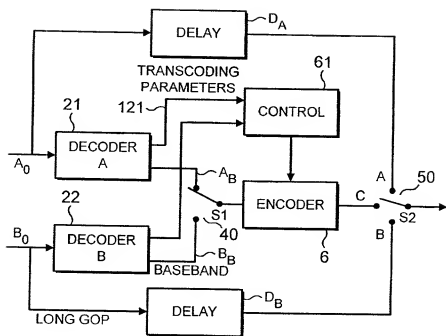 DELAY
D_A
TRANSCODING
PARAMETERS
61
21
121
CONTROL
DECODER
A
A_0
A_B
A
50
22
S1
ENCODER
C
S2
B_0
DECODER
B
40
6
B
B_B
BASEBAND
D_B
LONG GOP
DELAY